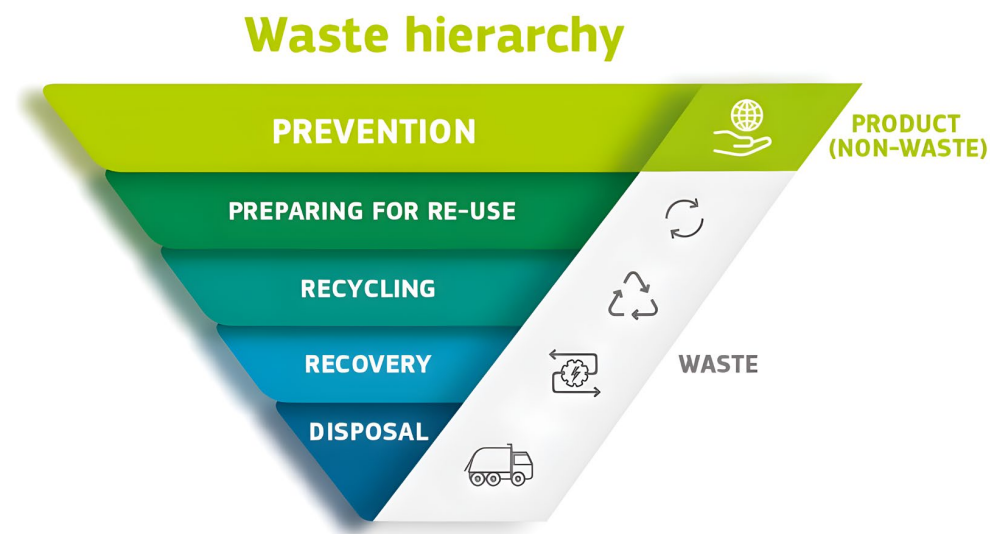 Waste hierarchy
PREVENTION
PRODUCT
(NON-WASTE)
PREPARING FOR RE-USE
RECYCLING
RECOVERY
WASTE
DISPOSAL